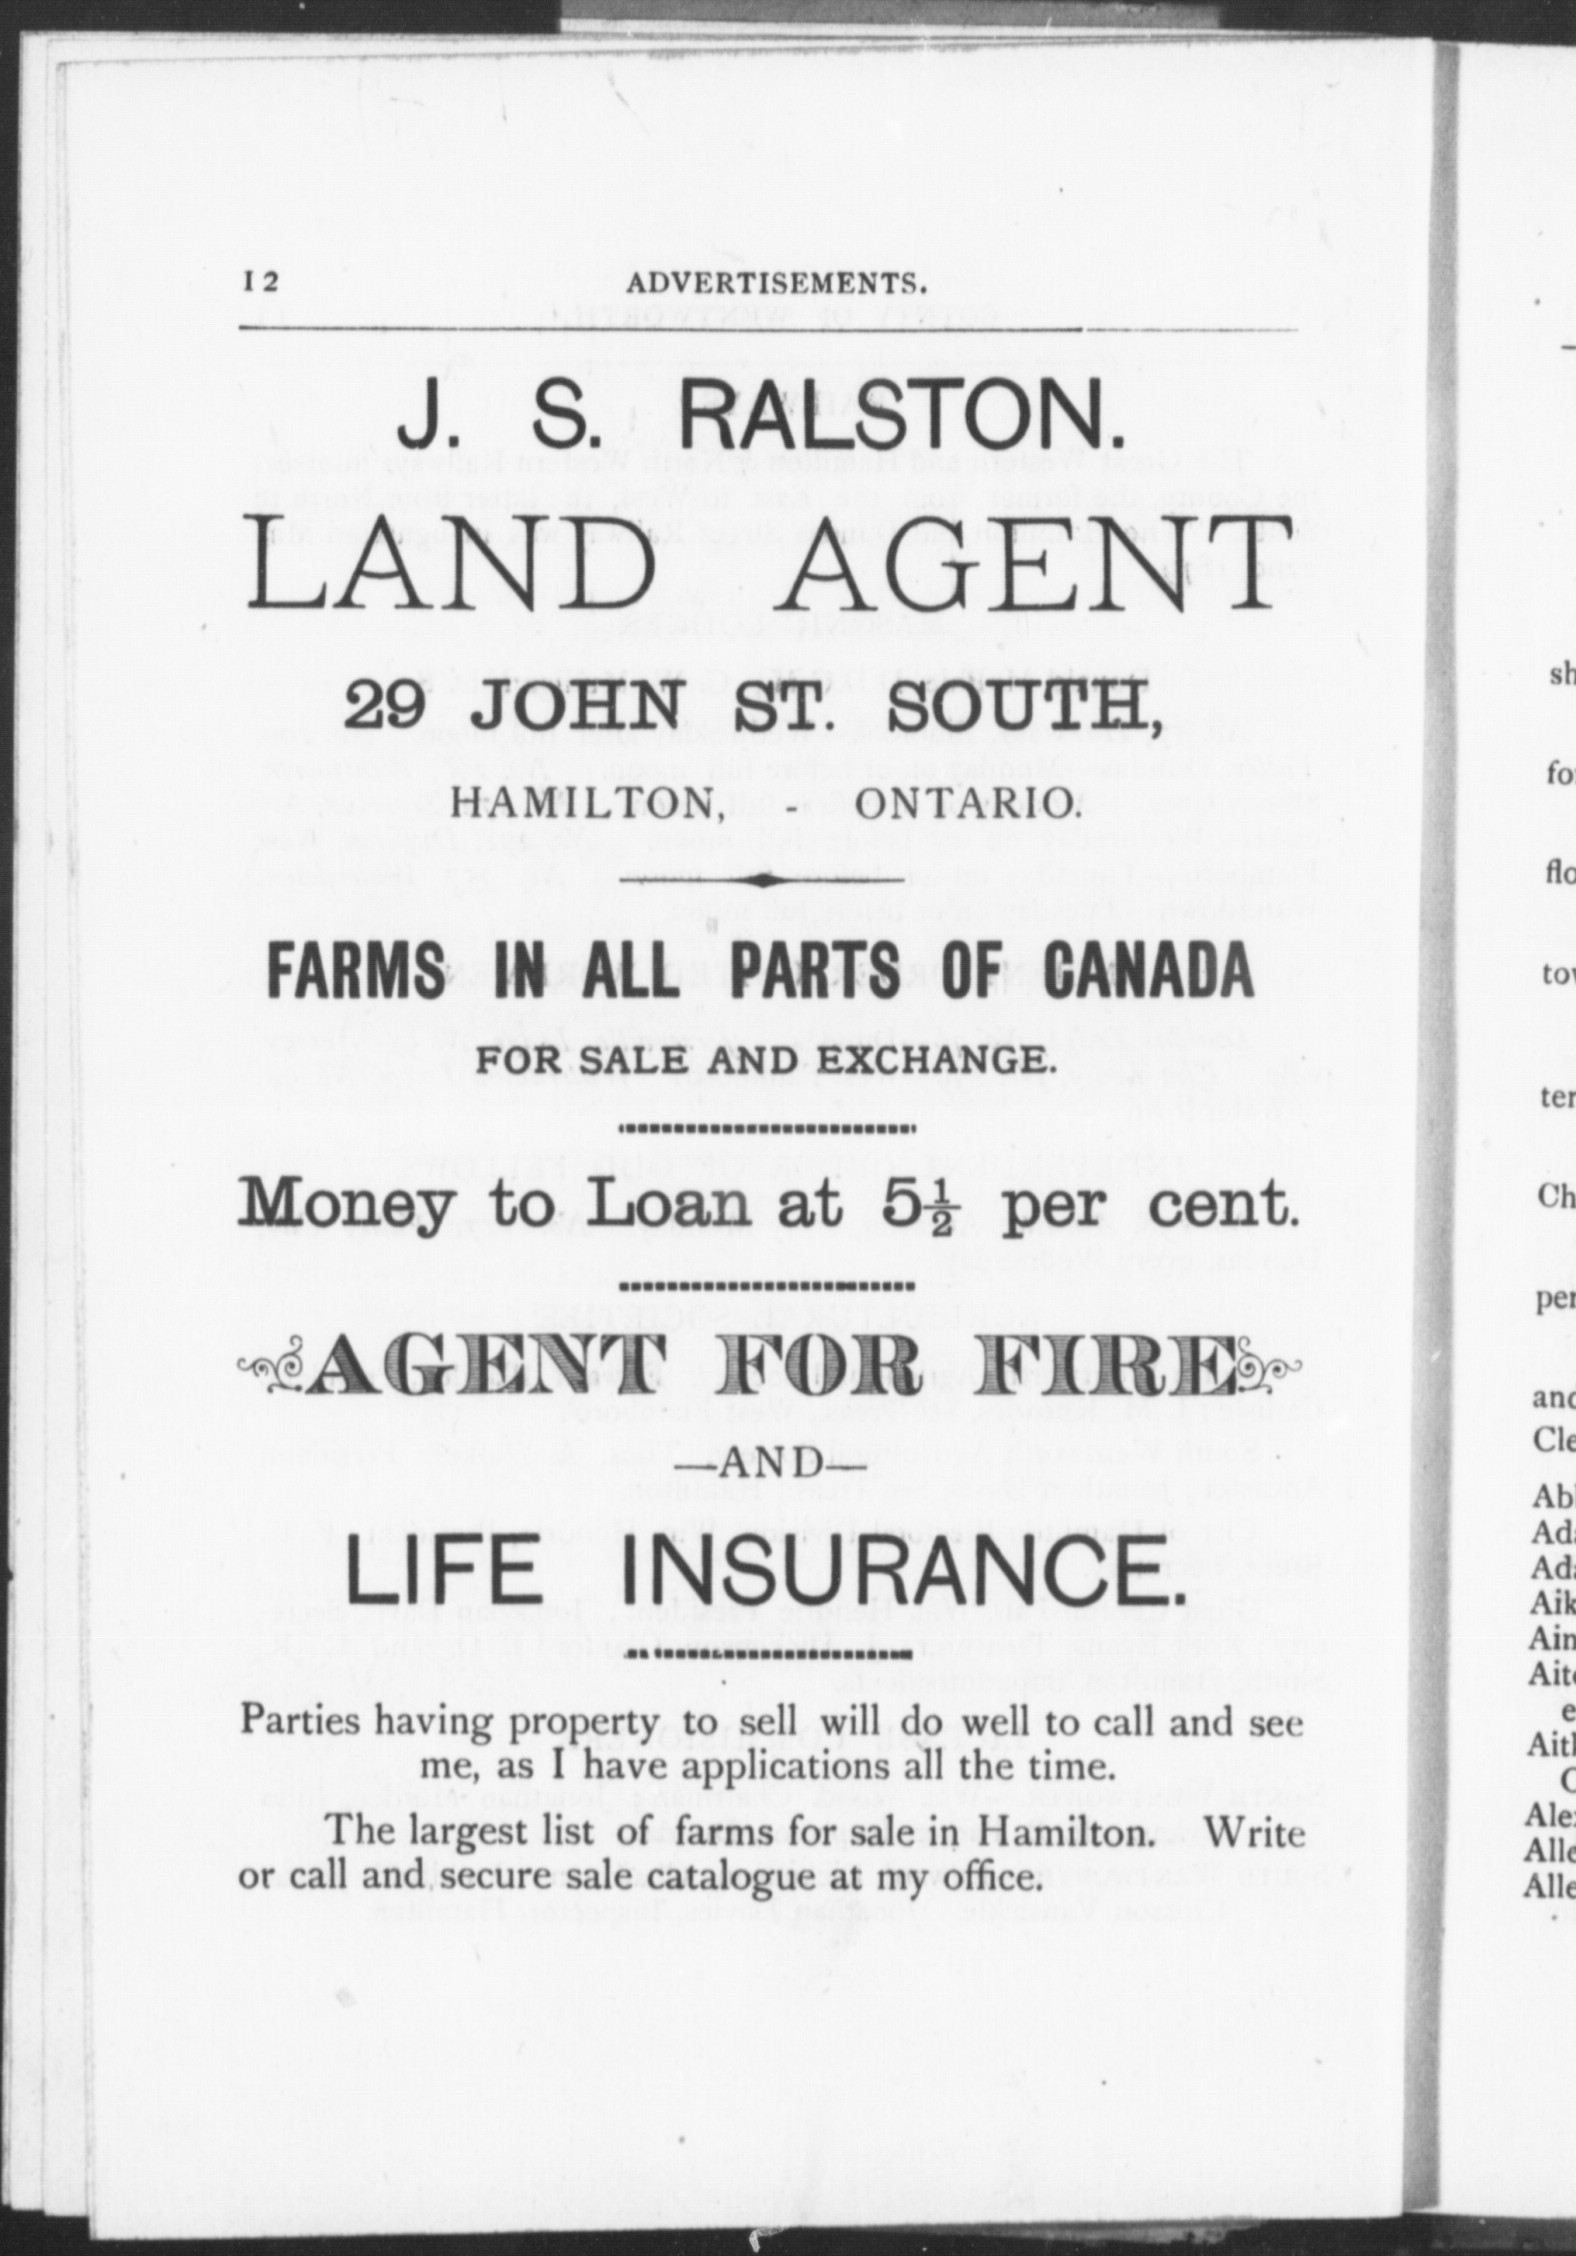 12 ADVERTISEMENTS.
J. S. RALSTON.
LAND AGENT
29 JOHN ST. SOUTH,
HAMILTON, - ONTARIO.
FARMS IN ALL PARTS OF CANADA
FOR SALE AND EXCHANGE.
Money to Loan at 5½ per cent.
AGENT FOR FIRE
—AND—
LIFE INSURANCE.
Parties having property to sell will do well to call and see
me, as I have applications all the time.
The largest list of farms for sale in Hamilton. Write
or call and secure sale catalogue at my office.